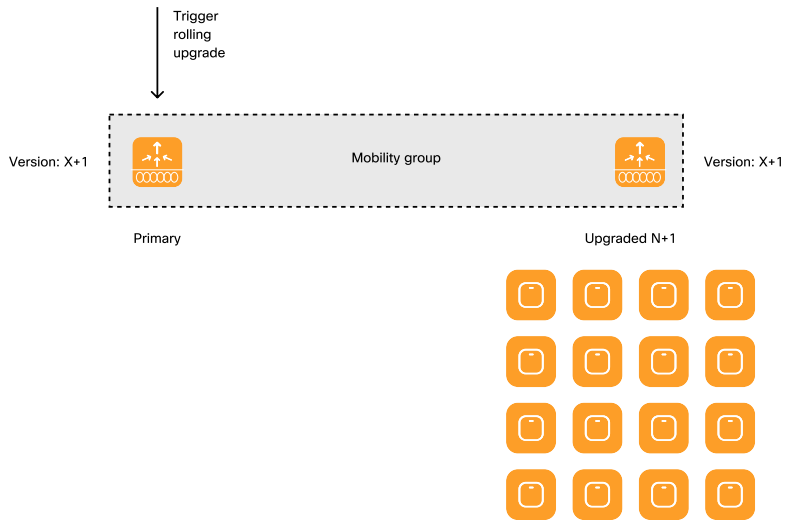 Trigger
rolling
upgrade
Version: X+1
Mobility group
Version: X+1
Primary
Upgraded N+1